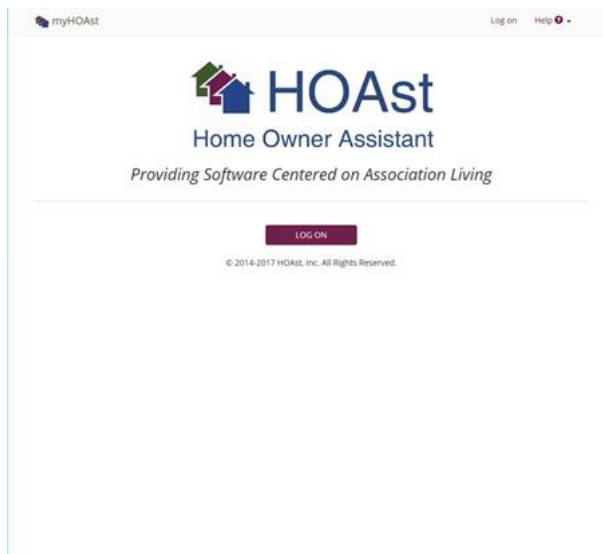 myHOAst
Log on Help
HOAst
Home Owner Assistant
Providing Software Centered on Association Living
LOG ON
© 2014-2017 HOAst, Inc. All Rights Reserved.